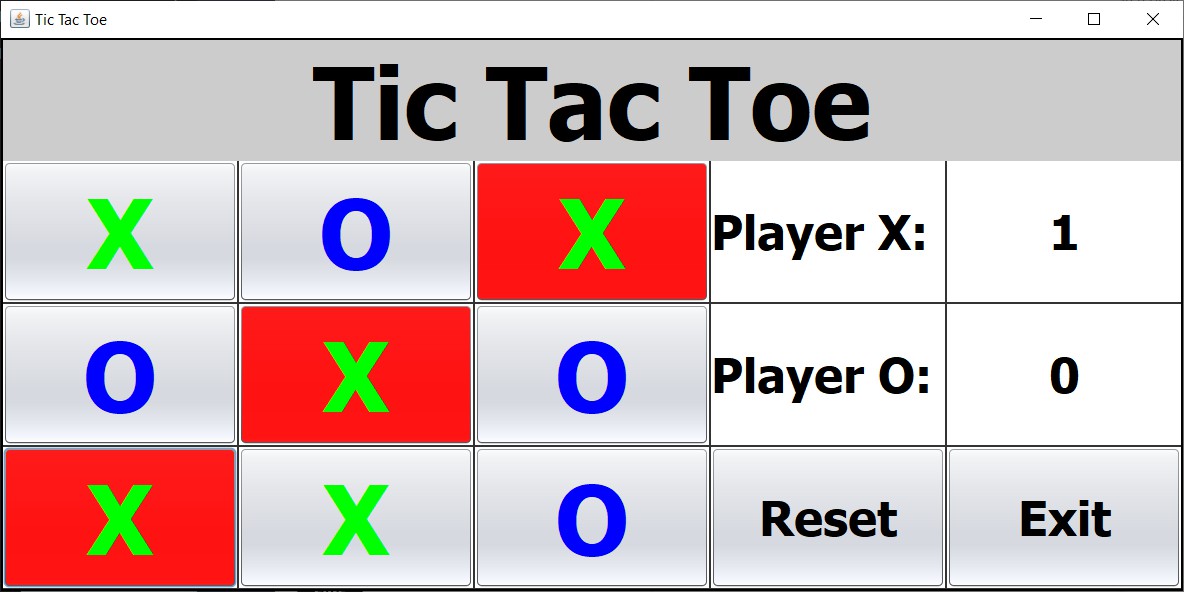 Tic Tac Toe
Tic Tac Toe
X O X Player X: 1
O X O Player O: 0
X X O Reset Exit